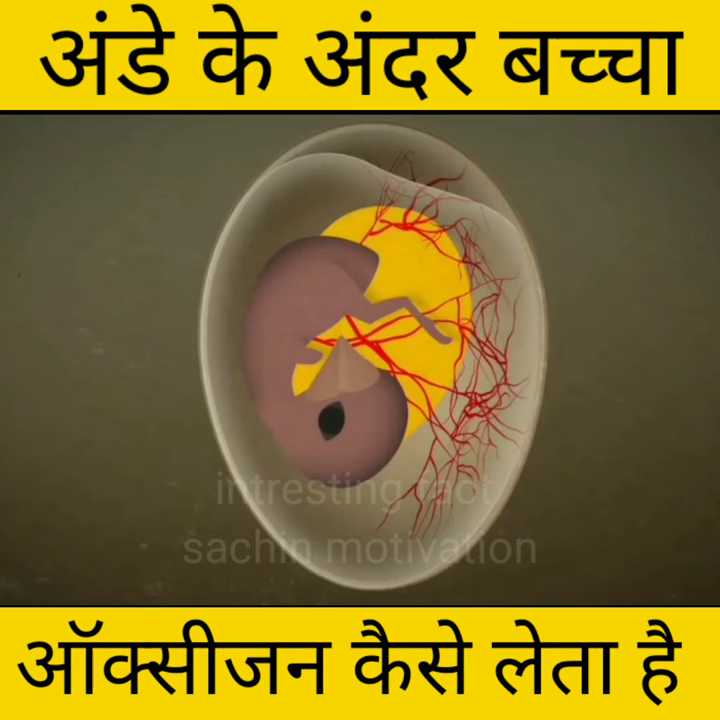 अंडे के अंदर बच्चा
intresting fact
sachin motivation
ऑक्सीजन कैसे लेता है